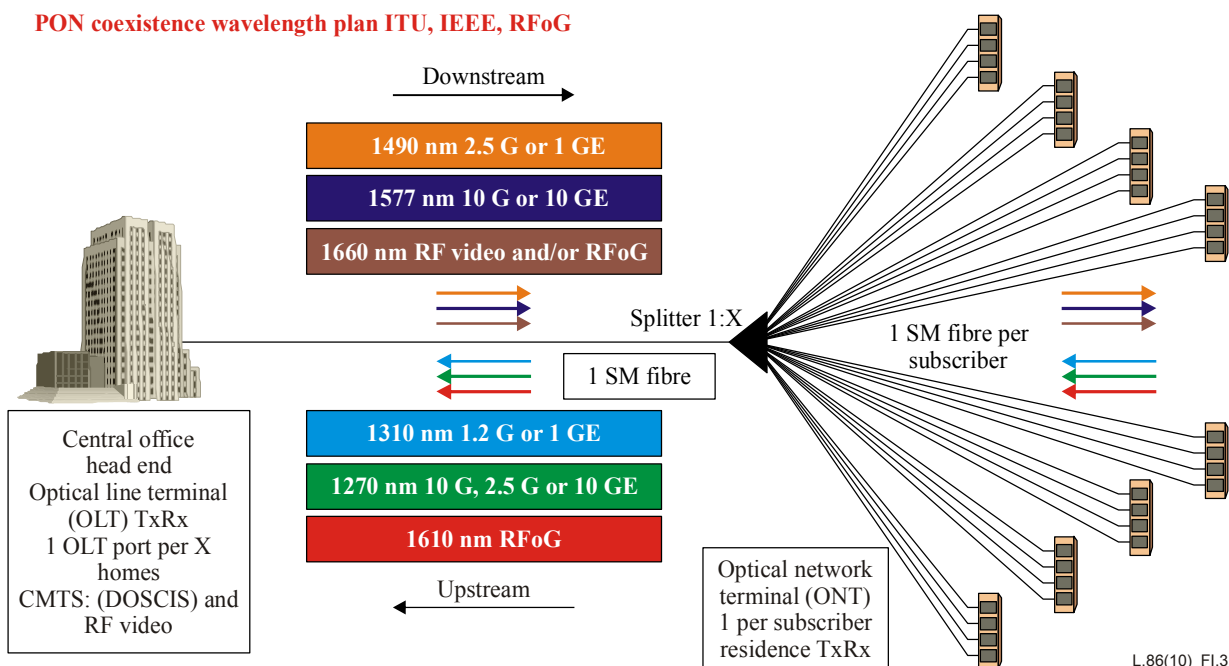 PON coexistence wavelength plan ITU, IEEE, RFoG
Downstream
1490 nm 2.5 G or 1 GE
1577 nm 10 G or 10 GE
1660 nm RF video and/or RFoG
Splitter 1:X
1 SM fibre per
subscriber
1 SM fibre
1310 nm 1.2 G or 1 GE
1270 nm 10 G, 2.5 G or 10 GE
1610 nm RFoG
Upstream
Central office
head end
Optical line terminal
(OLT) TxRx
1 OLT port per X
homes
CMTS: (DOSCIS) and
RF video
Optical network
terminal (ONT)
1 per subscriber
residence TxRx
L.86(10)_FI.3